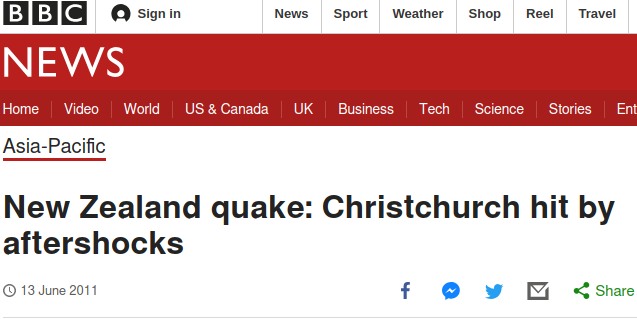 BBC Sign in News Sport Weather Shop Reel Travel
NEWS
Home Video World US & Canada UK Business Tech Science Stories Ent
Asia-Pacific
New Zealand quake: Christchurch hit by
aftershocks
13 June 2011 Share